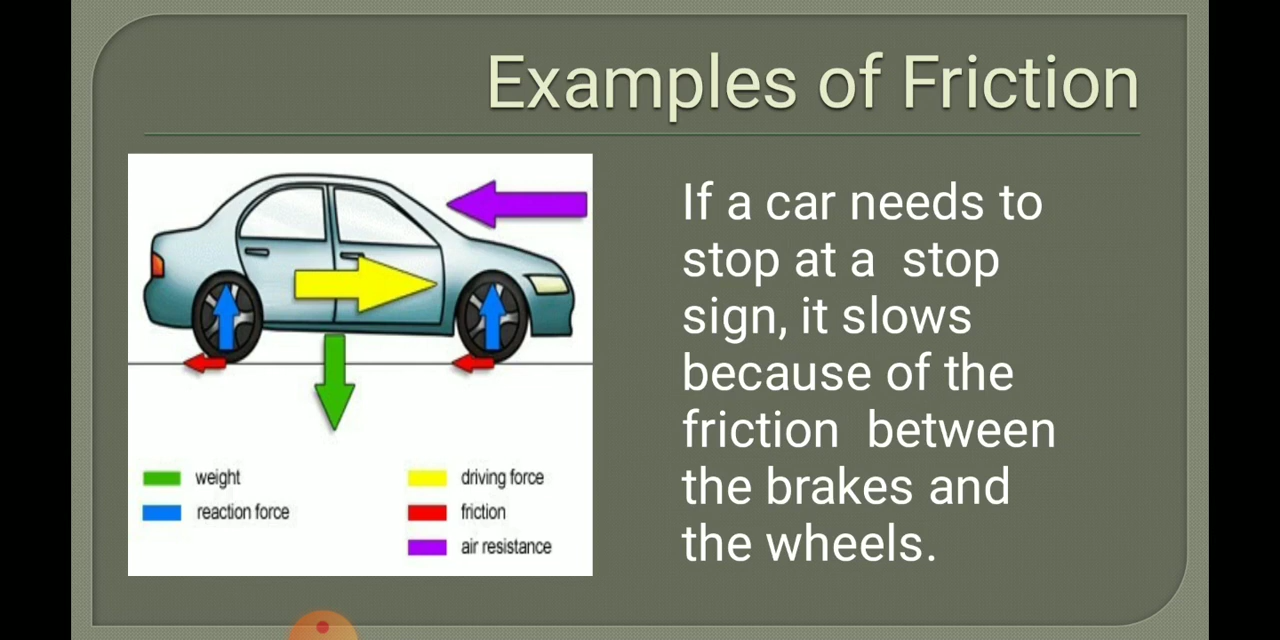 Examples of Friction
If a car needs to
stop at a stop
sign, it slows
because of the
friction between
the brakes and
the wheels.
weight
reaction force
driving force
friction
air resistance